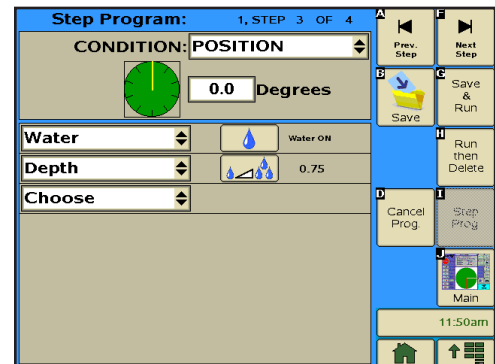 Step Program: 1, STEP 3 OF 4
CONDITION: POSITION
0.0 Degrees
Water Water ON
Depth 0.75
Choose
A
Prev.
Step
F
Next
Step
B
Save
G
Save
&
Run
H
Run
then
Delete
D
Cancel
Prog.
I
Step
Prog
J
Main
11:50am